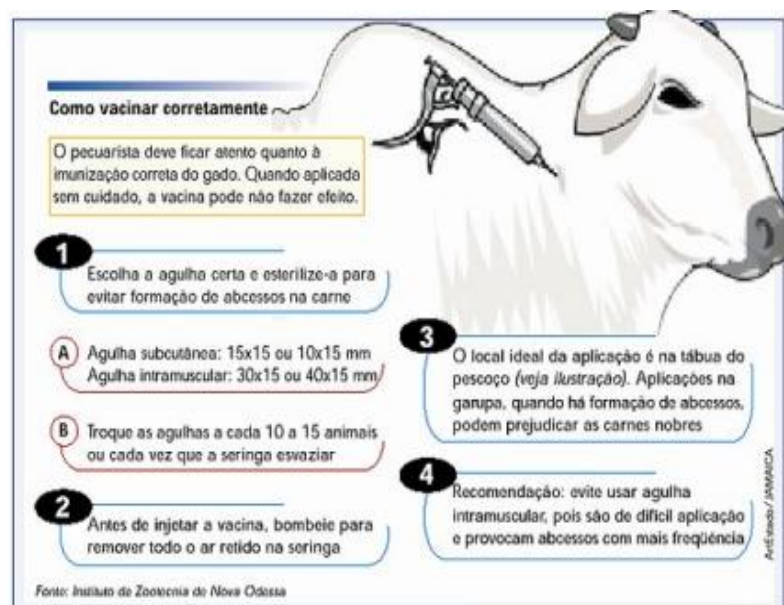 Como vacinar corretamente
O pecuarista deve ficar atento quanto à
imunização correta do gado. Quando aplicada
sem cuidado, a vacina pode não fazer efeito.
1
Escolha a agulha certa e esterilize-a para
evitar formação de abcessos na carne
A
Agulha subcutânea: 15x15 ou 10x15 mm
Agulha intramuscular: 30x15 ou 40x15 mm
B
Troque as agulhas a cada 10 a 15 animais
ou cada vez que a seringa esvaziar
2
Antes de injetar a vacina, bombeie para
remover todo o ar retido na seringa
3
O local ideal da aplicação é na tábua do
pescoço (veja ilustração). Aplicações na
garupa, quando há formação de abcessos,
podem prejudicar as carnes nobres
4
Recomendação: evite usar agulha
intramuscular, pois são de difícil aplicação
e provocam abcessos com mais freqüência
ArtEstado / JAMAICA
Fonte: Instituto de Zootecnia de Nova Odessa